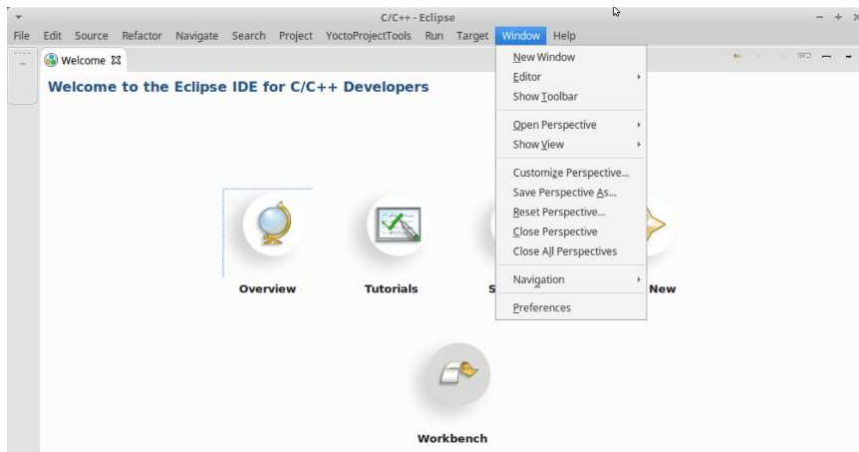 C/C++ - Eclipse
File Edit Source Refactor Navigate Search Project YoctoProjectTools Run Target Window Help
Welcome
Welcome to the Eclipse IDE for C/C++ Developers
New Window
Editor
Show Toolbar
Open Perspective
Show View
Customize Perspective...
Save Perspective As...
Reset Perspective...
Close Perspective
Close All Perspectives
Navigation
Preferences
Overview Tutorials S New
Workbench